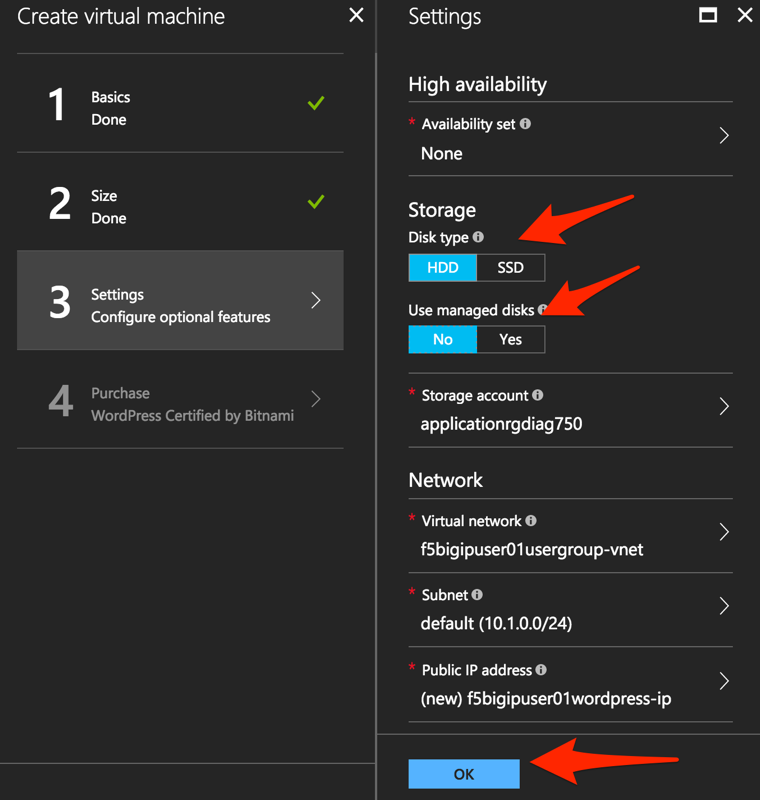 Create virtual machine
1
Basics
Done
2
Size
Done
3
Settings
Configure optional features
4
Purchase
WordPress Certified by Bitnami
Settings
High availability
* Availability set
None
Storage
Disk type
HDD SSD
Use managed disks
No Yes
* Storage account
applicationrgdiag750
Network
* Virtual network
f5bigipuser01usergroup-vnet
* Subnet
default (10.1.0.0/24)
* Public IP address
(new) f5bigipuser01wordpress-ip
OK